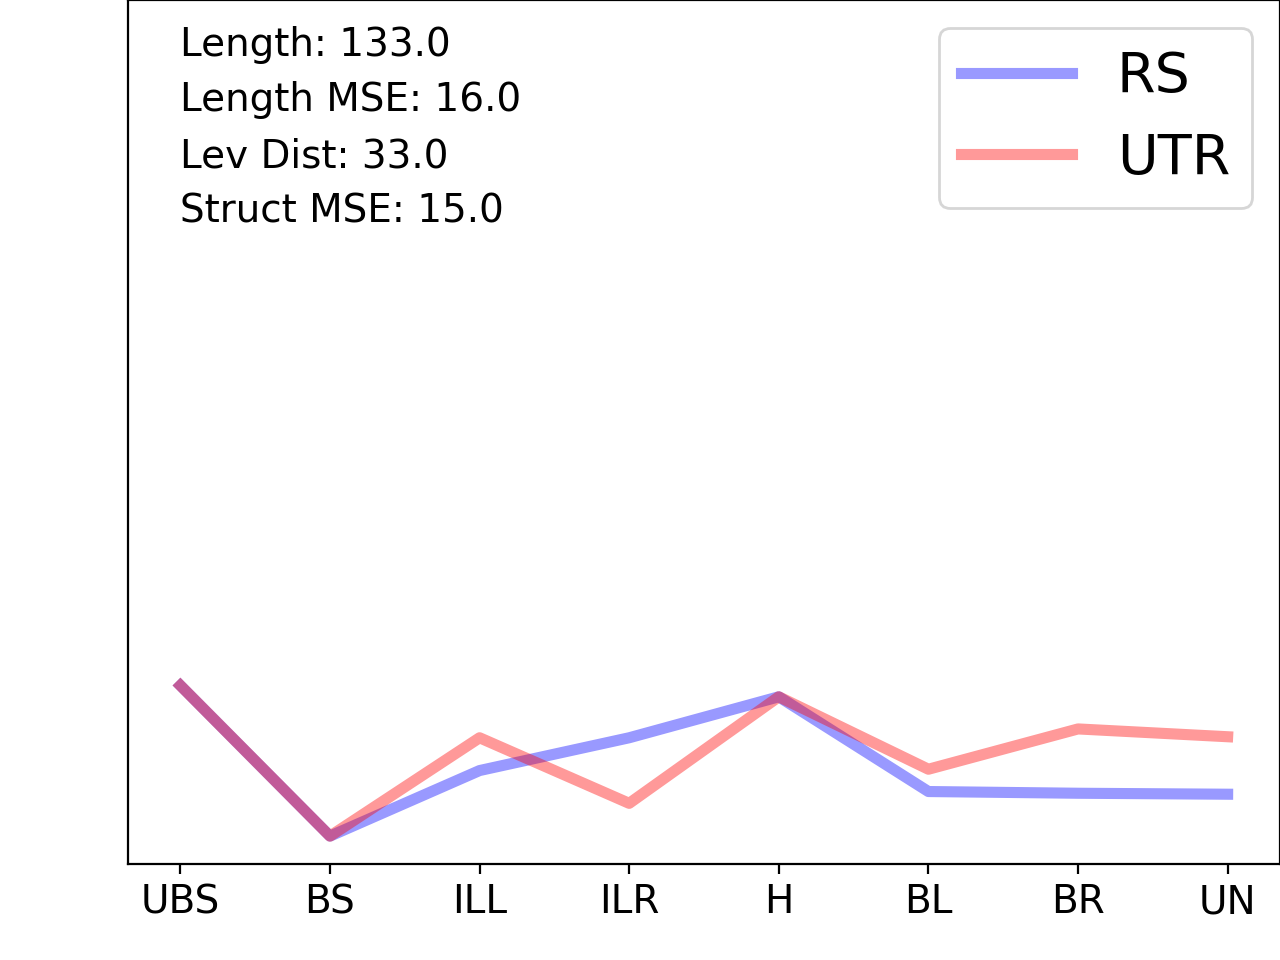 Length: 133.0
Length MSE: 16.0
Lev Dist: 33.0
Struct MSE: 15.0
RS
UTR
UBS BS ILL ILR H BL BR UN